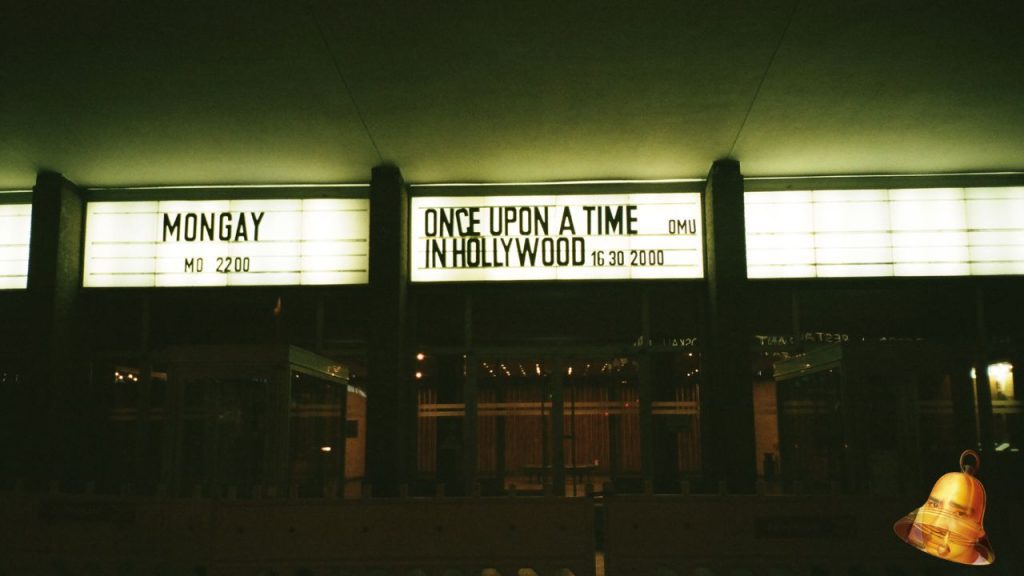 MONGAY
MO 2200
ONCE UPON A TIME OMU
IN HOLLYWOOD 16 30 2000